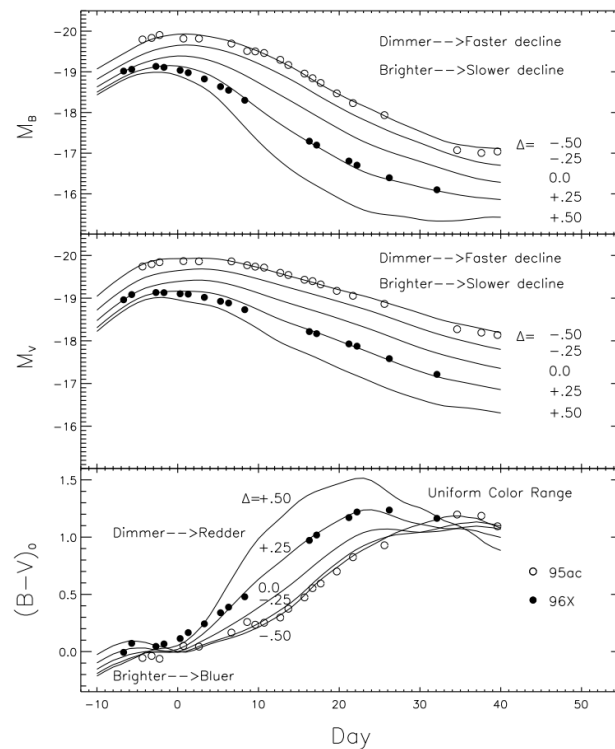 -20
-19
-18
-17
-16
M_B
Dimmer-->Faster decline
Brighter-->Slower decline
Δ= -.50
-.25
0.0
+.25
+.50
-20
-19
-18
-17
-16
M_V
Dimmer-->Faster decline
Brighter-->Slower decline
Δ= -.50
-.25
0.0
+.25
+.50
1.5
1.0
0.5
0.0
(B-V)_0
Δ=+.50
Uniform Color Range
Dimmer-->Redder
+.25
0.0
-.25
-.50
95ac
96X
Brighter-->Bluer
-10 0 10 20 30 40 50
Day